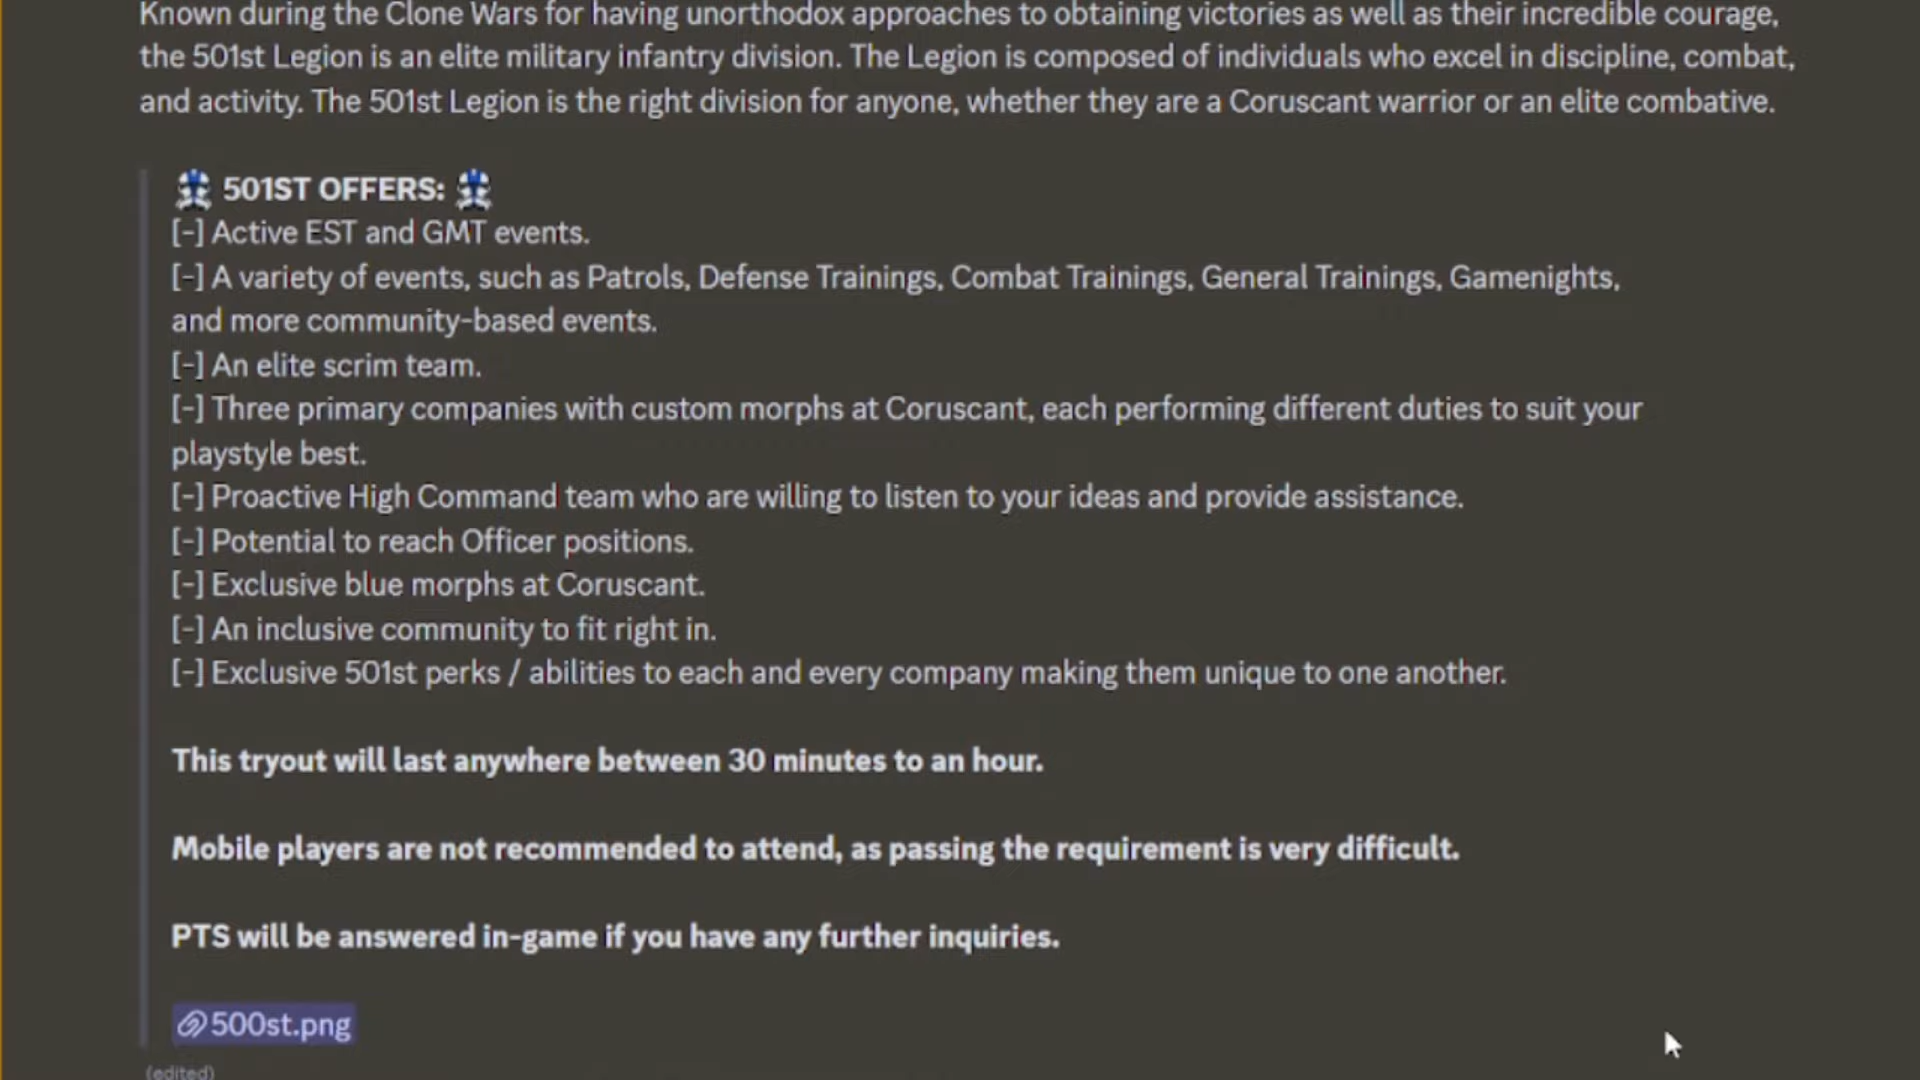 Known during the Clone Wars for having unorthodox approaches to obtaining victories as well as their incredible courage,
the 501st Legion is an elite military infantry division. The Legion is composed of individuals who excel in discipline, combat,
and activity. The 501st Legion is the right division for anyone, whether they are a Coruscant warrior or an elite combative.
501ST OFFERS:
[-] Active EST and GMT events.
[-] A variety of events, such as Patrols, Defense Trainings, Combat Trainings, General Trainings, Gamenights,
and more community-based events.
[-] An elite scrim team.
[-] Three primary companies with custom morphs at Coruscant, each performing different duties to suit your
playstyle best.
[-] Proactive High Command team who are willing to listen to your ideas and provide assistance.
[-] Potential to reach Officer positions.
[-] Exclusive blue morphs at Coruscant.
[-] An inclusive community to fit right in.
[-] Exclusive 501st perks / abilities to each and every company making them unique to one another.
This tryout will last anywhere between 30 minutes to an hour.
Mobile players are not recommended to attend, as passing the requirement is very difficult.
PTS will be answered in-game if you have any further inquiries.
500st.png
(edited)